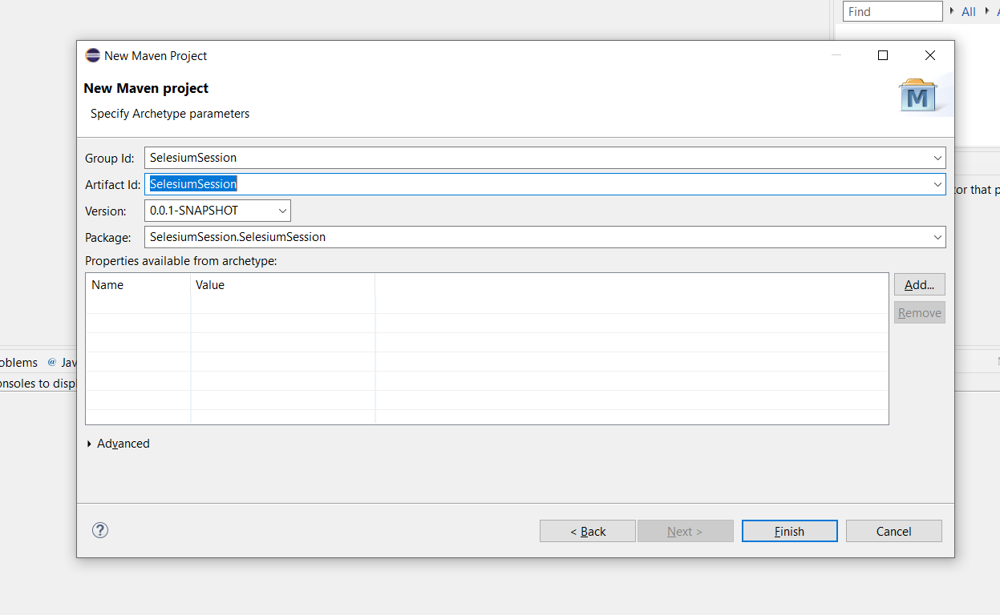 Find
All
New Maven Project
New Maven project
M
Specify Archetype parameters
Group Id: SelesiumSession
Artifact Id: SelesiumSession
tor that p
Version: 0.0.1-SNAPSHOT
Package: SelesiumSession.SelesiumSession
Properties available from archetype:
Name Value
Add...
Remove
oblems @ Jav
onsoles to displ
Advanced
? < Back Next > Finish Cancel